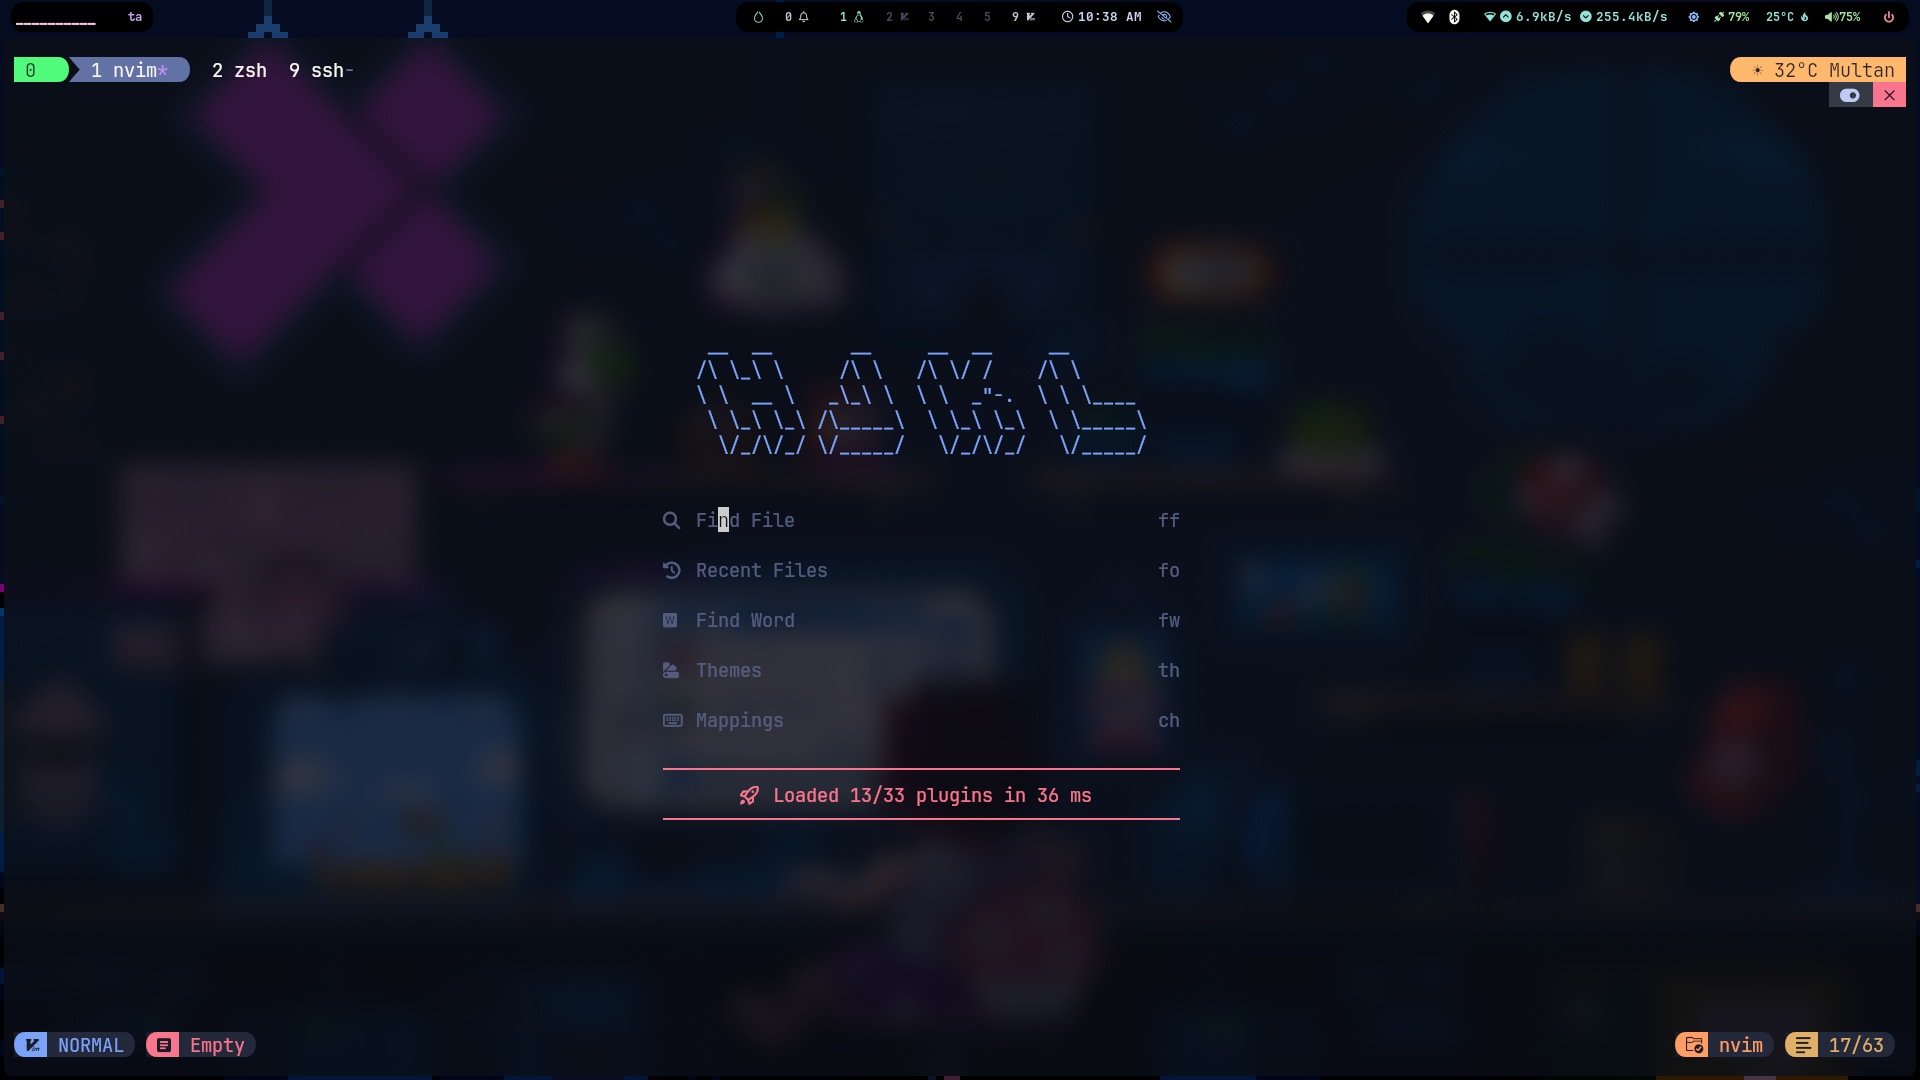 __________ ta 0 1 2 3 4 5 9 10:38 AM 6.9kB/s 255.4kB/s 79% 25°C 75%
0 1 nvim* 2 zsh 9 ssh- 32°C Multan
HAKL
Find File ff
Recent Files fo
Find Word fw
Themes th
Mappings ch
Loaded 13/33 plugins in 36 ms
NORMAL Empty nvim 17/63